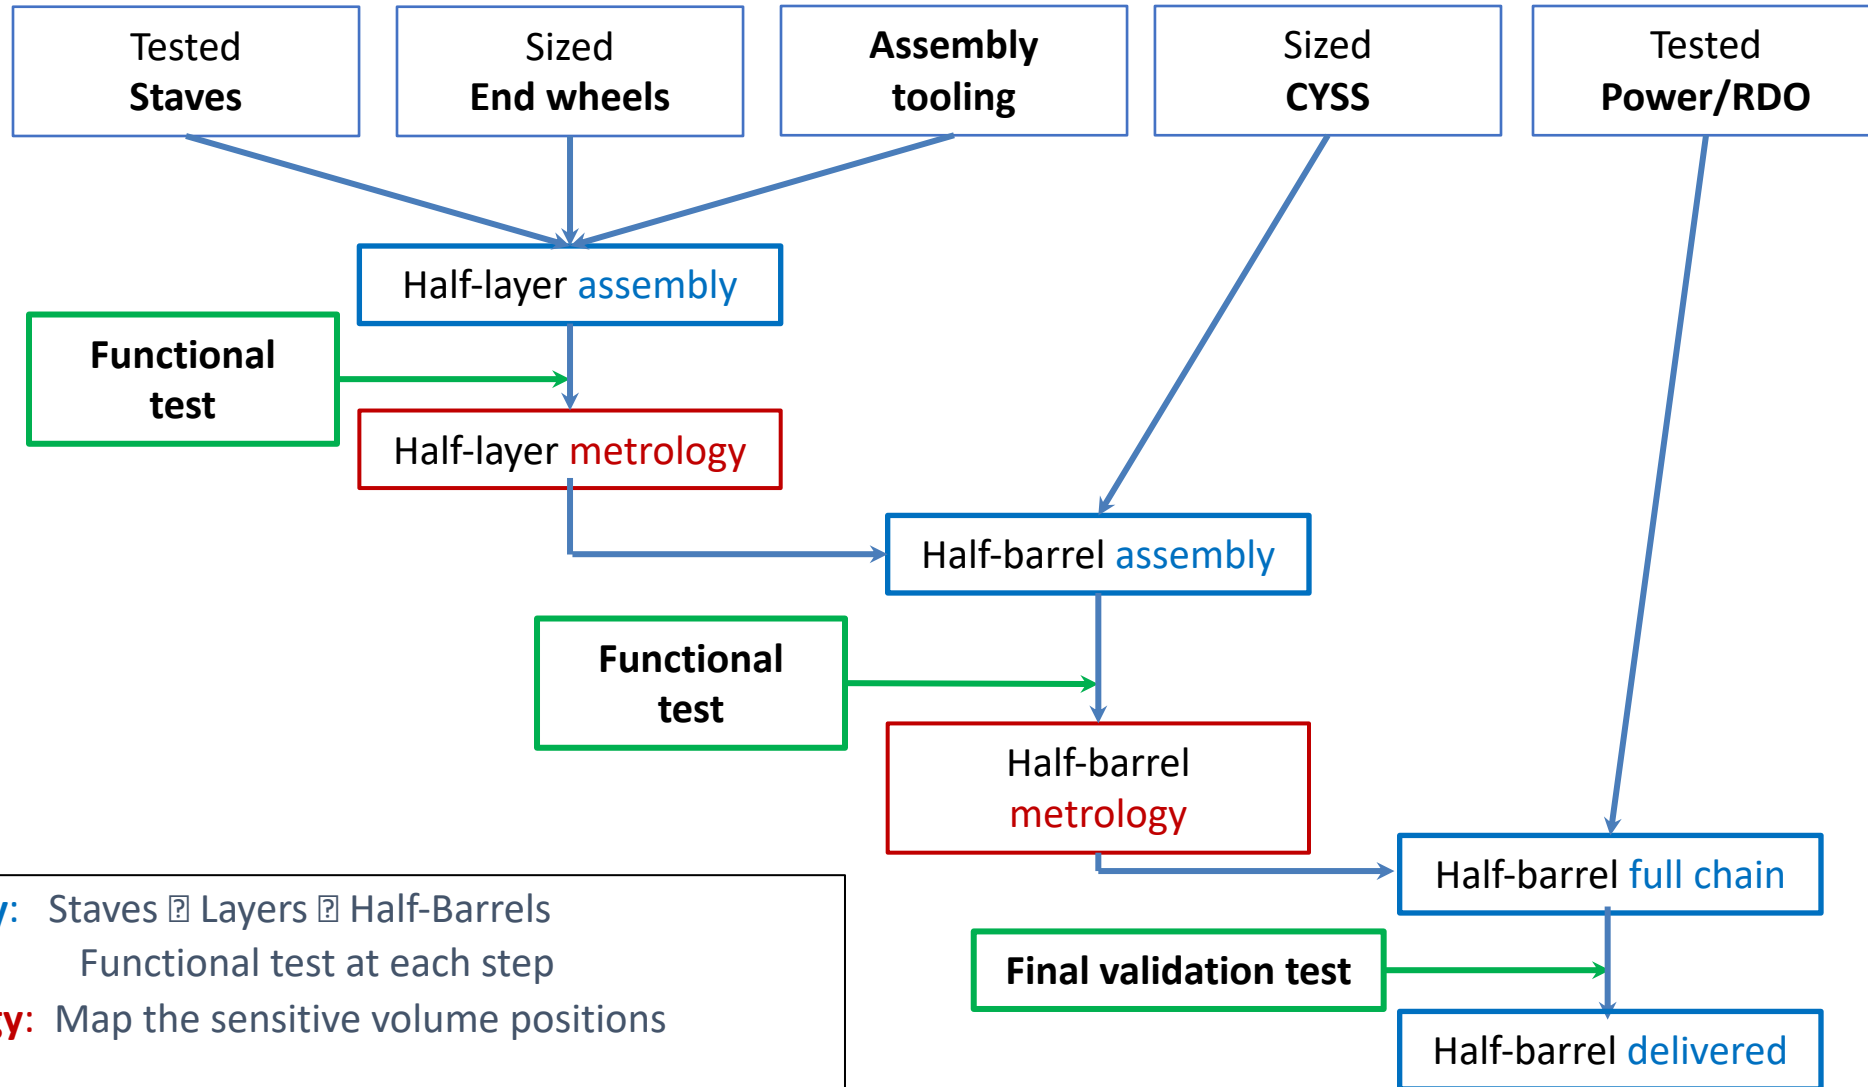 Tested
Staves
Sized
End wheels
Assembly
tooling
Sized
CYSS
Tested
Power/RDO
Half-layer assembly
Functional
test
Half-layer metrology
Half-barrel assembly
Functional
test
Half-barrel
metrology
Half-barrel full chain
y: Staves ⍰ Layers ⍰ Half-Barrels
Functional test at each step
gy: Map the sensitive volume positions
Final validation test
Half-barrel delivered